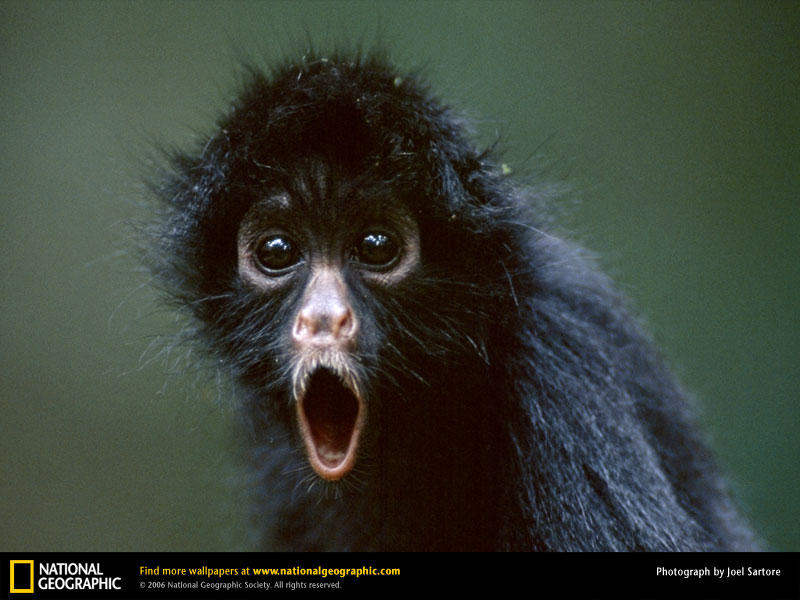 NATIONAL
GEOGRAPHIC
Find more wallpapers at www.nationalgeographic.com
© 2006 National Geographic Society. All rights reserved.
Photograph by Joel Sartore